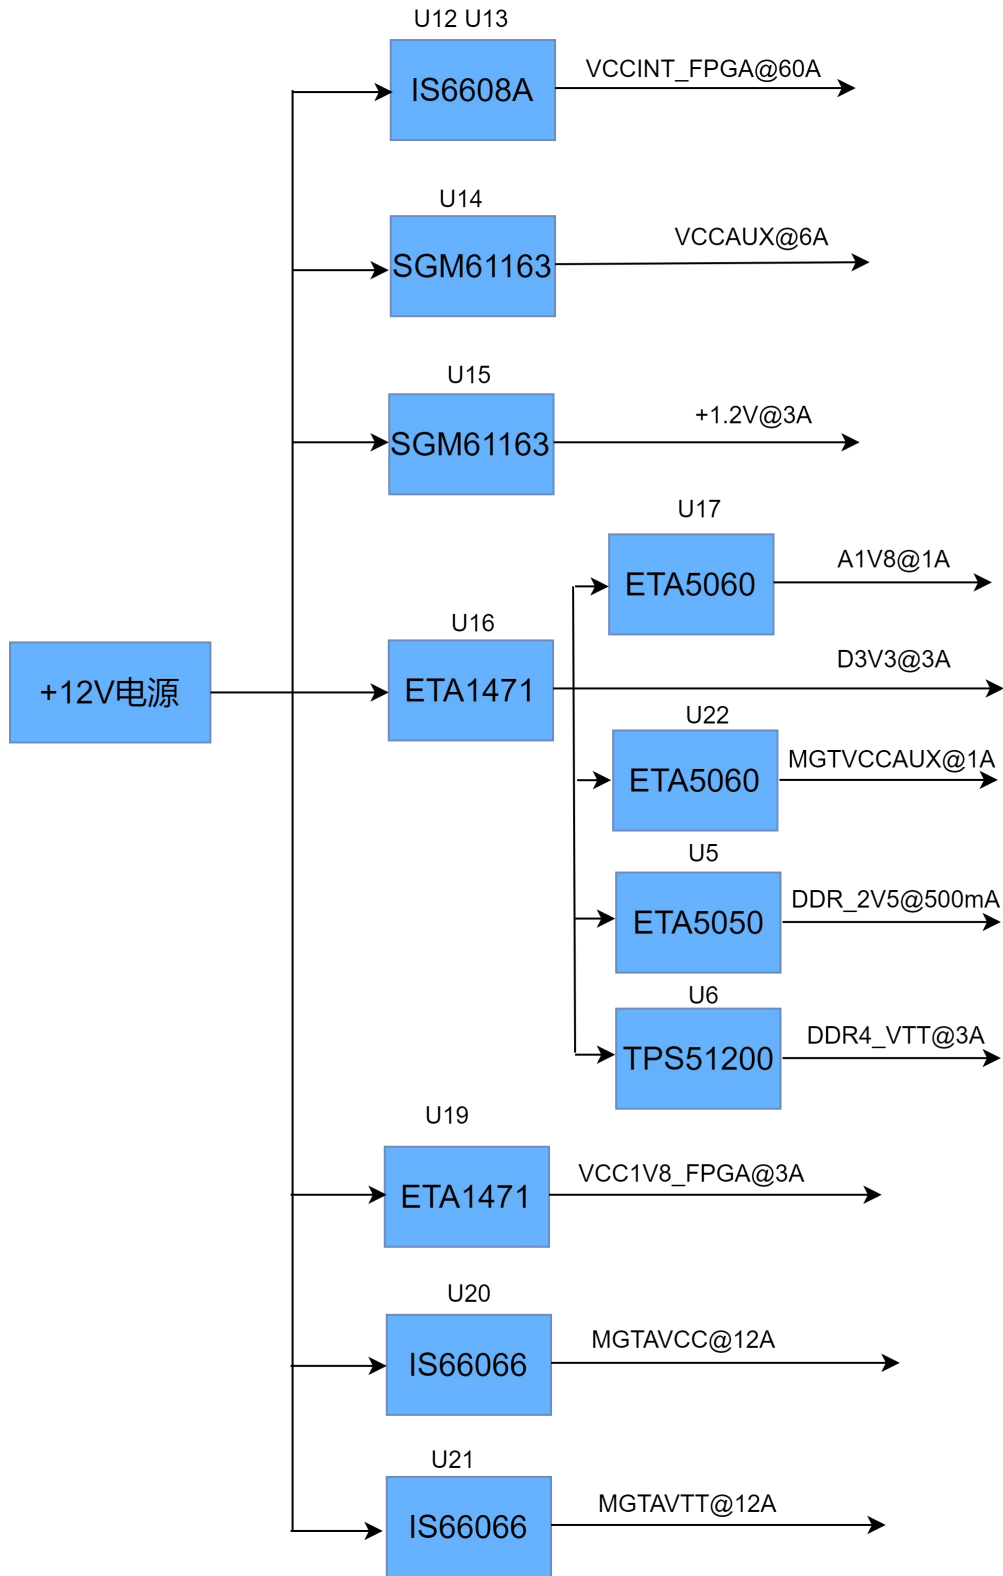 U12 U13
IS6608A
VCCINT_FPGA@60A
U14
SGM61163
VCCAUX@6A
U15
SGM61163
+1.2V@3A
U17
ETA5060
A1V8@1A
+12V电源
U16
ETA1471
D3V3@3A
U22
ETA5060
MGTVCCAUX@1A
U5
ETA5050
DDR_2V5@500mA
U6
TPS51200
DDR4_VTT@3A
U19
ETA1471
VCC1V8_FPGA@3A
U20
IS66066
MGTAVCC@12A
U21
IS66066
MGTAVTT@12A